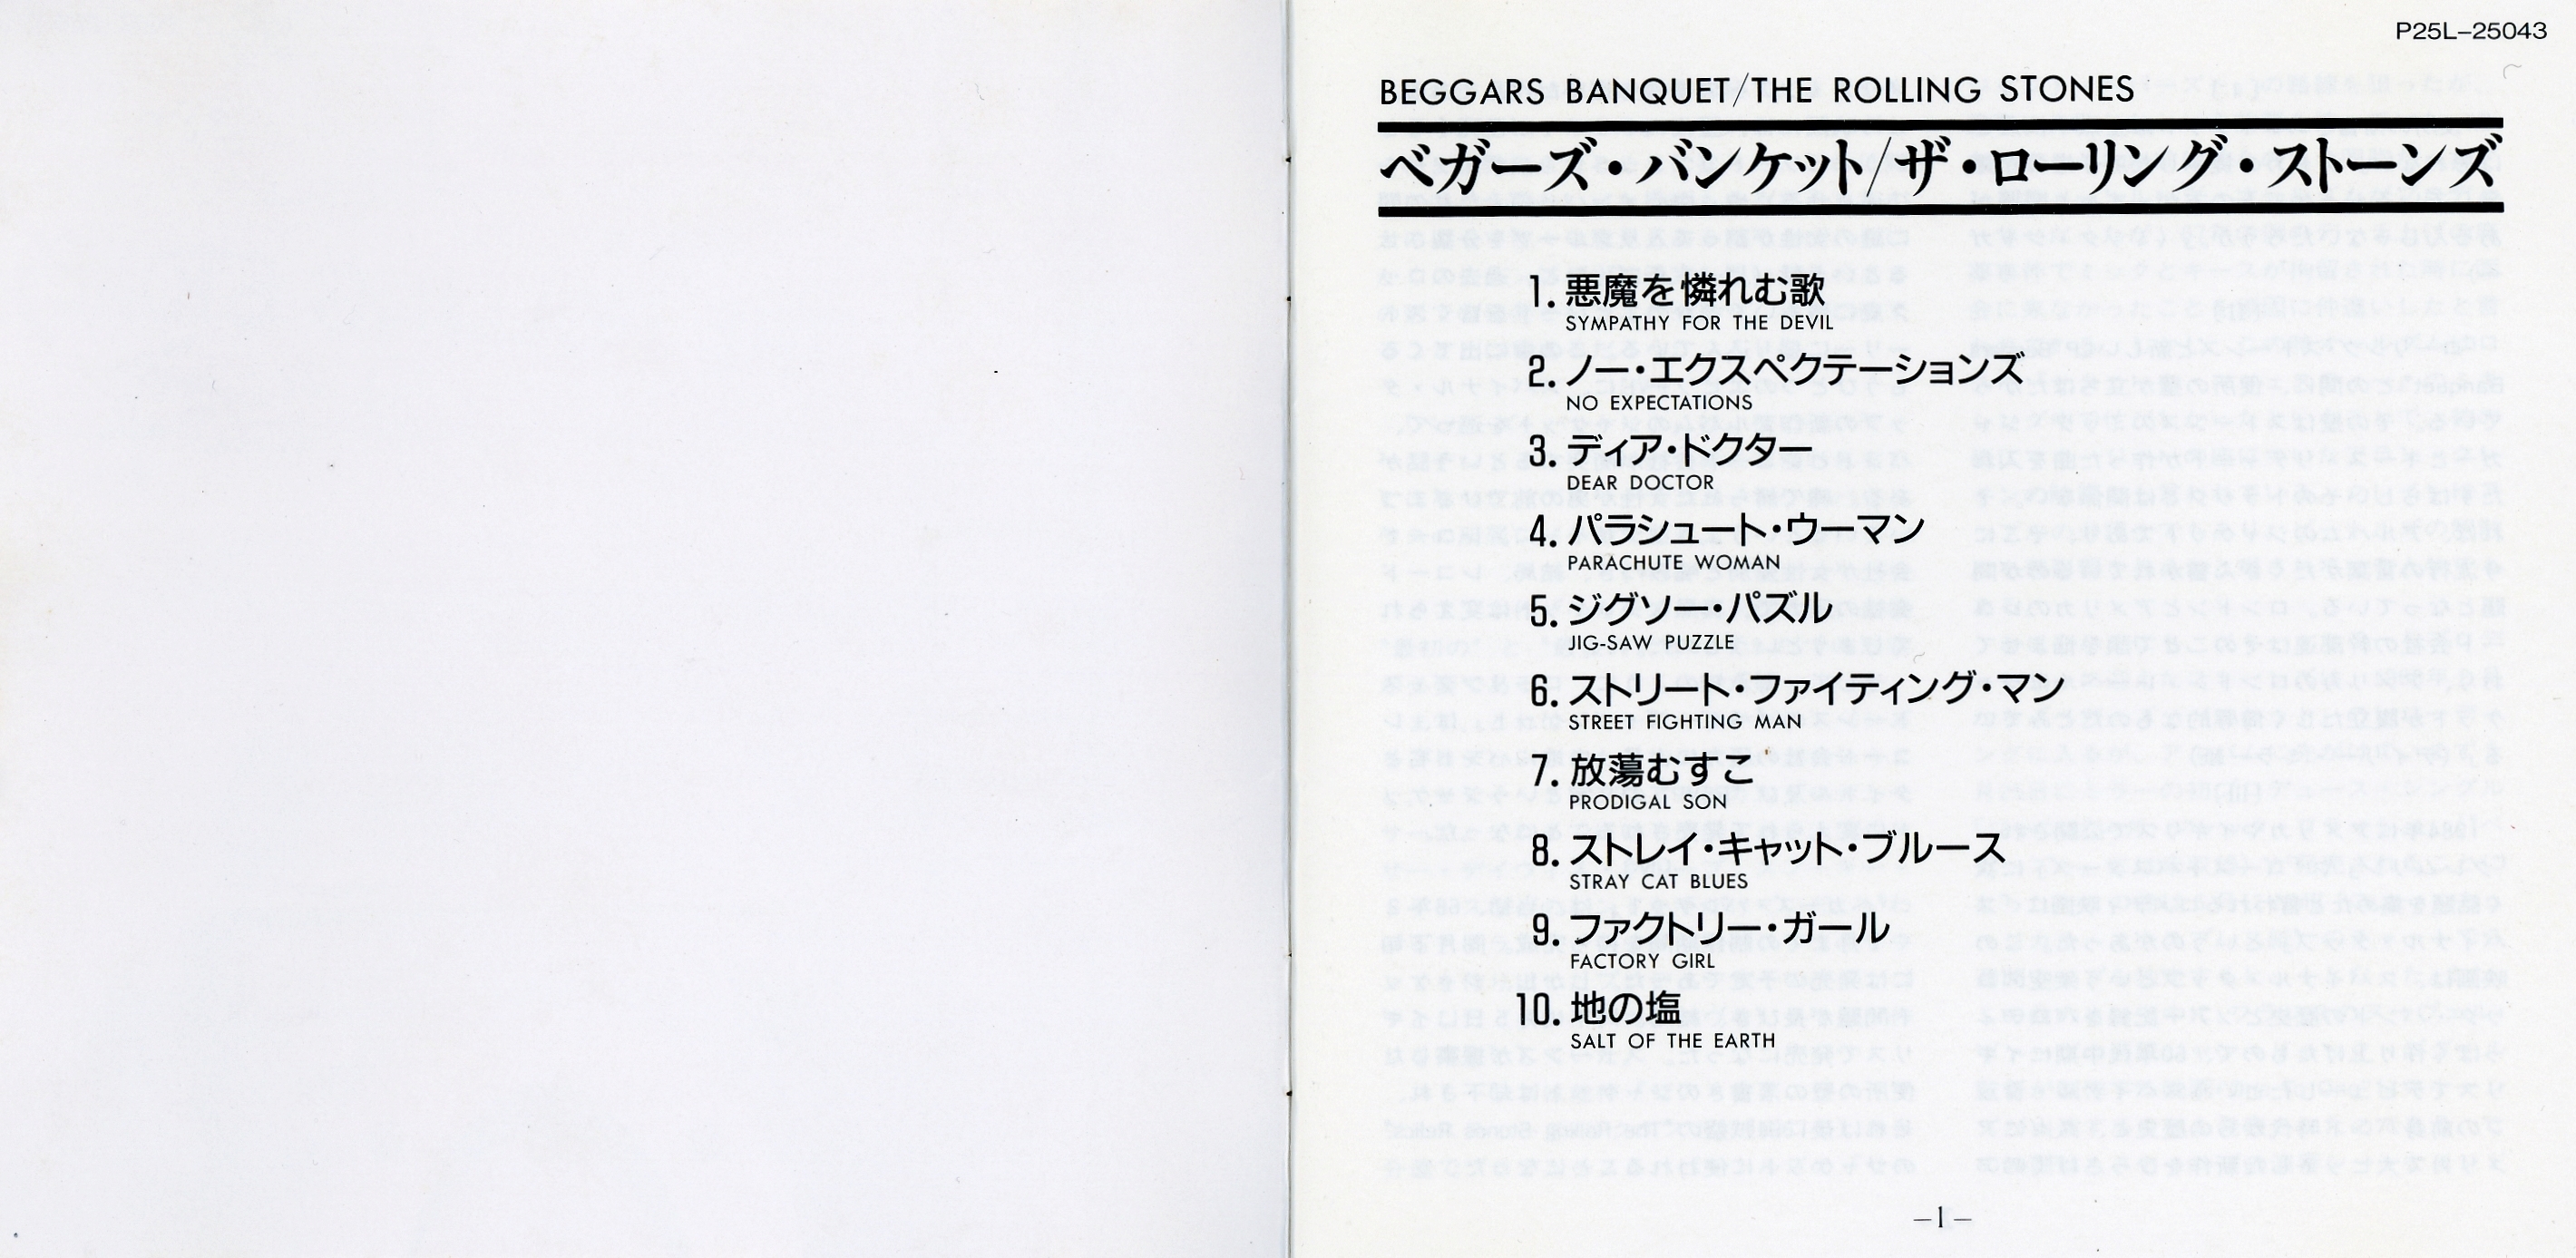 P25L-25043
BEGGARS BANQUET/THE ROLLING STONES
ベガーズ・バンケット/ザ・ローリング・ストーンズ
1. 悪魔を憐れむ歌
SYMPATHY FOR THE DEVIL
2. ノー・エクスペクテーションズ
NO EXPECTATIONS
3. ディア・ドクター
DEAR DOCTOR
4. パラシュート・ウーマン
PARACHUTE WOMAN
5. ジグソー・パズル
JIG-SAW PUZZLE
6. ストリート・ファイティング・マン
STREET FIGHTING MAN
7. 放蕩むすこ
PRODIGAL SON
8. ストレイ・キャット・ブルース
STRAY CAT BLUES
9. ファクトリー・ガール
FACTORY GIRL
10. 地の塩
SALT OF THE EARTH
—1—